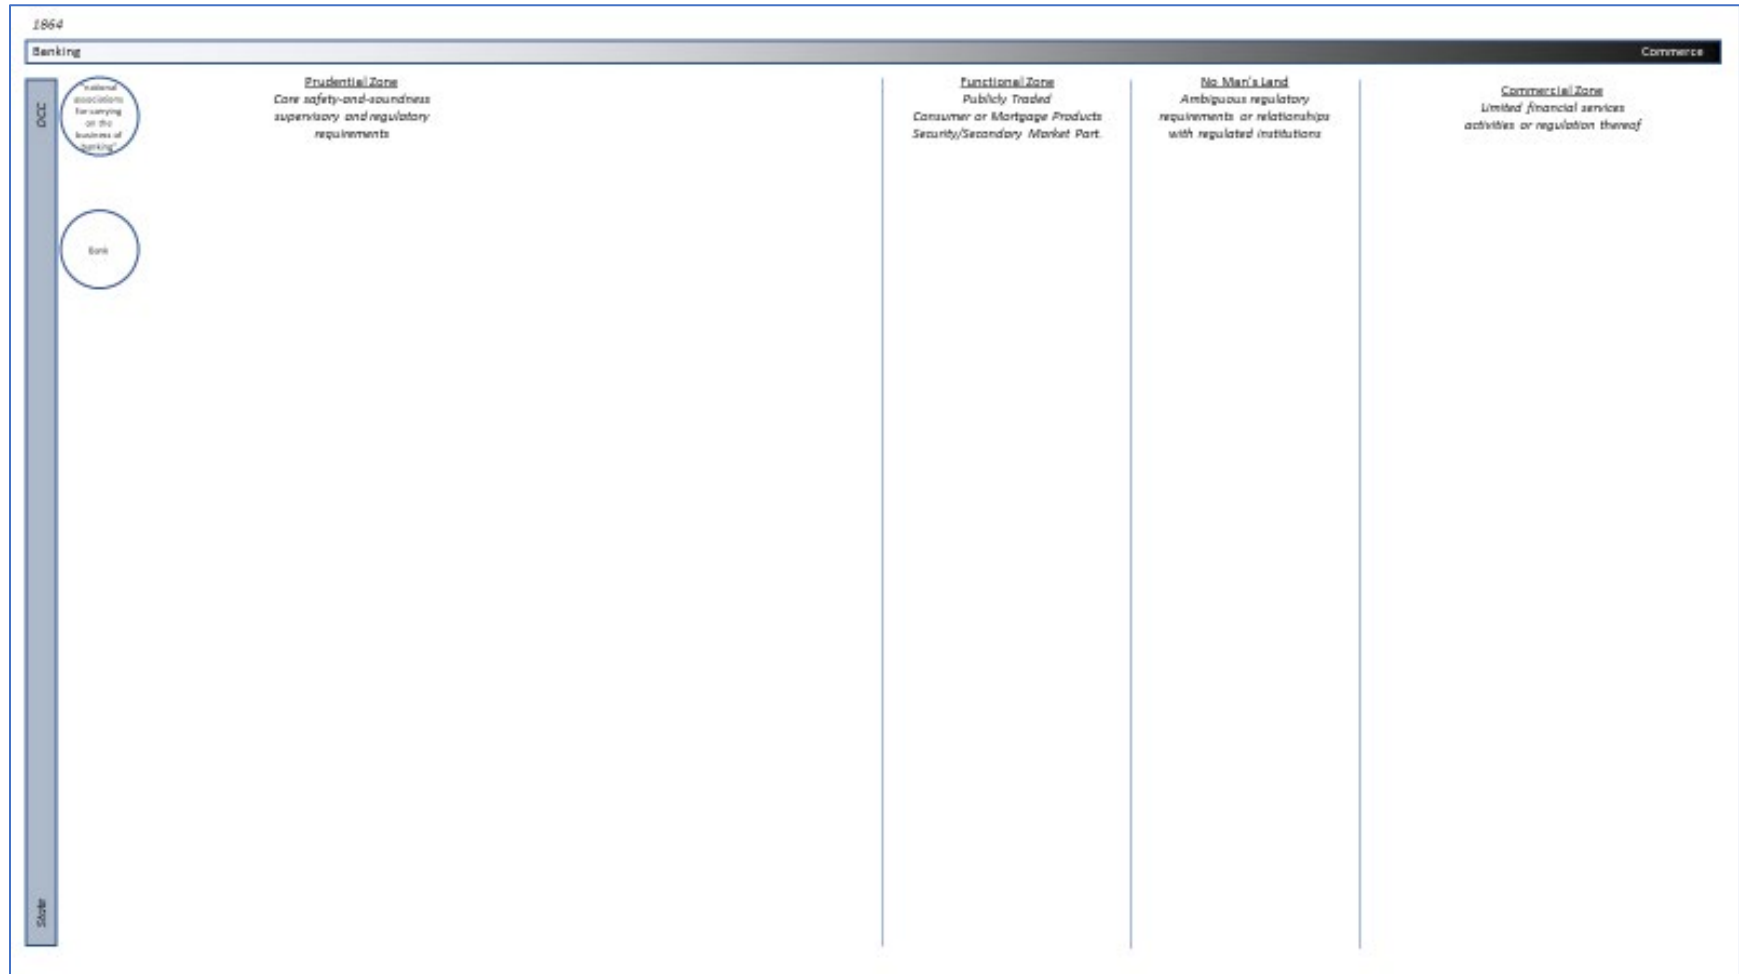 1864
Banking
Commerce
OCC
"national
associations
for carrying
on the
business of
banking"
Bank
State
Prudential Zone
Core safety-and-soundness
supervisory and regulatory
requirements
Functional Zone
Publicly Traded
Consumer or Mortgage Products
Security/Secondary Market Part.
No Man's Land
Ambiguous regulatory
requirements or relationships
with regulated institutions
Commercial Zone
Limited financial services
activities or regulation thereof